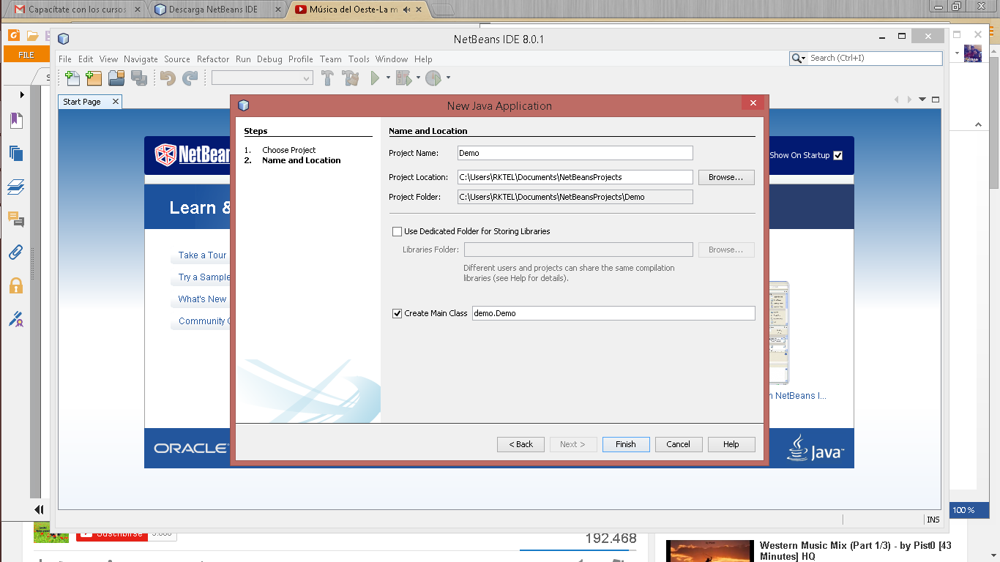 Capacítate con los cursos
Descarga NetBeans IDE
Música del Oeste-La m
FILE
NetBeans IDE 8.0.1
File Edit View Navigate Source Refactor Run Debug Profile Team Tools Window Help
Search (Ctrl+I)
Start Page
New Java Application
Steps
1. Choose Project
2. Name and Location
Name and Location
Project Name: Demo
Project Location: C:\Users\RKTEL\Documents\NetBeansProjects Browse...
Project Folder: C:\Users\RKTEL\Documents\NetBeansProjects\Demo
Use Dedicated Folder for Storing Libraries
Libraries Folder: Browse...
Different users and projects can share the same compilation
libraries (see Help for details).
Create Main Class demo.Demo
< Back Next > Finish Cancel Help
NetBean
Show On Startup
Learn &
Take a Tour
Try a Sample
What's New
Community
n NetBeans I...
ORACLE
Java
100 %
INS
Suscribirse
192.468
Western Music Mix (Part 1/3) - by Pist0 [43
Minutes] HQ